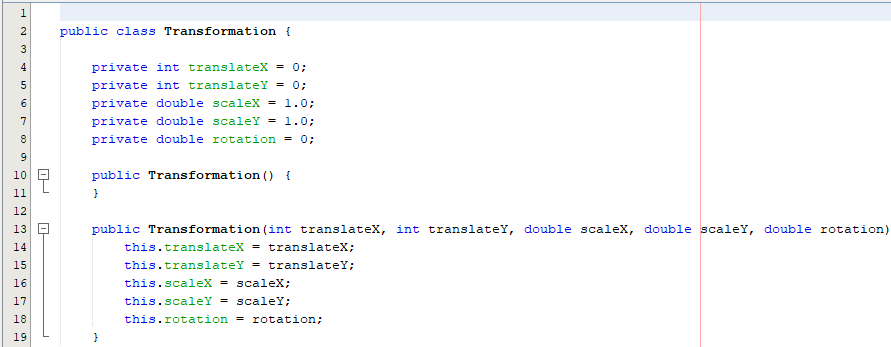 1
2 public class Transformation {
3
4     private int translateX = 0;
5     private int translateY = 0;
6     private double scaleX = 1.0;
7     private double scaleY = 1.0;
8     private double rotation = 0;
9
10     public Transformation() {
11     }
12
13     public Transformation(int translateX, int translateY, double scaleX, double scaleY, double rotation)
14         this.translateX = translateX;
15         this.translateY = translateY;
16         this.scaleX = scaleX;
17         this.scaleY = scaleY;
18         this.rotation = rotation;
19     }